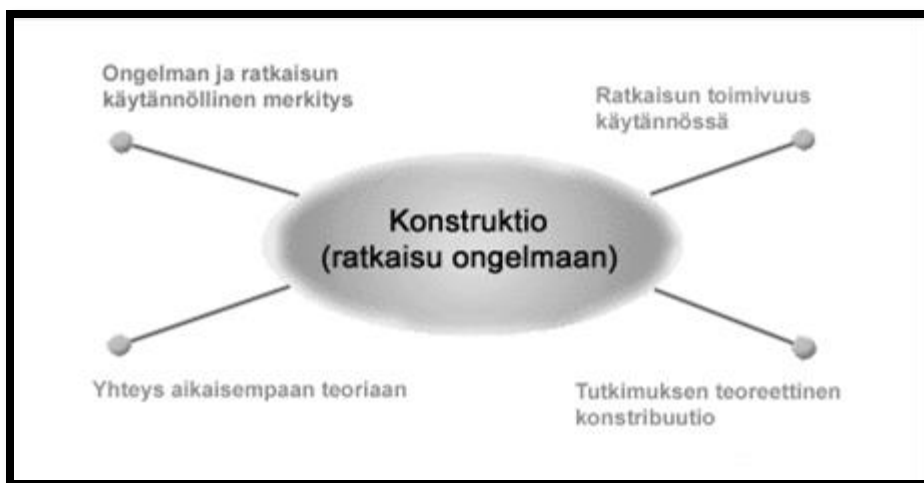 Ongelman ja ratkaisun
käytännöllinen merkitys
Ratkaisun toimivuus
käytännössä
Konstruktio
(ratkaisu ongelmaan)
Yhteys aikaisempaan teoriaan
Tutkimuksen teoreettinen
konstribuutio